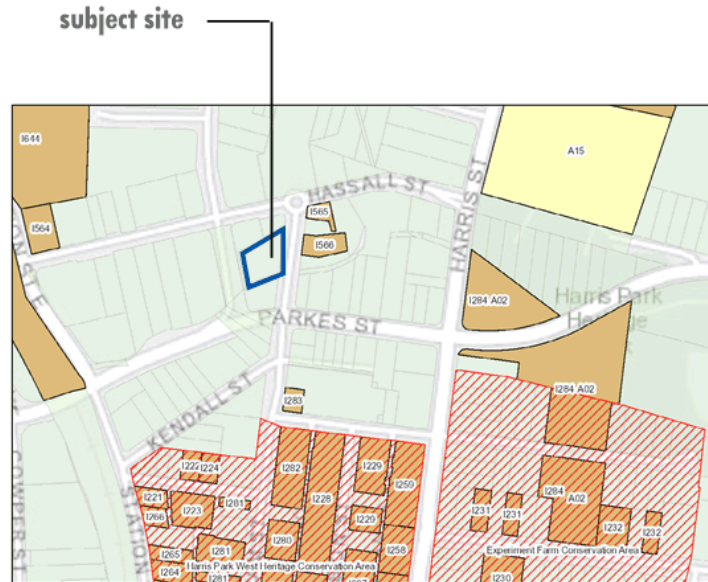 subject site
I644
A15
HASSALL ST
I565
I564
I566
HARRIS ST
ION ST E
I284 A02
Harris Park
PARKES ST
I284 A02
KENDALL ST
I283
I222 I224
I282
I229
I259
I221
I281
I284
A02
I266
I223
I228
I231
I231
I229
I232
I232
COWPER ST
STATION
I280
I265
I281
I258
Experiment Farm Conservation Area
Harris Park West Heritage Conservation Area
I264
I281
I230